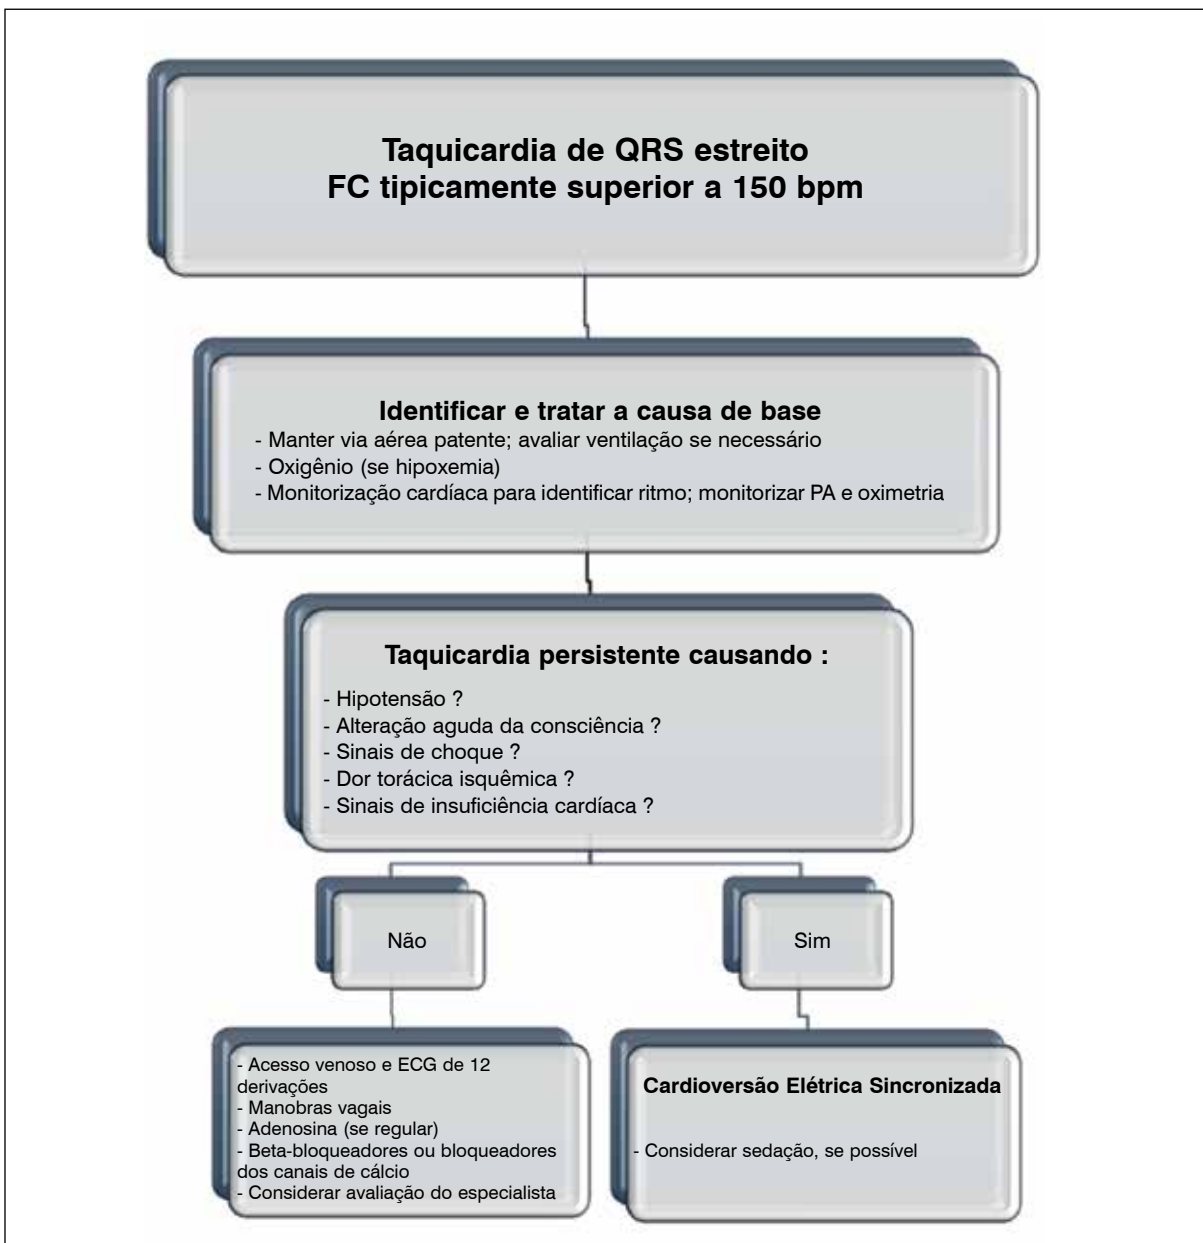 Taquicardia de QRS estreito
FC tipicamente superior a 150 bpm
Identificar e tratar a causa de base
- Manter via aérea patente; avaliar ventilação se necessário
- Oxigênio (se hipoxemia)
- Monitorização cardíaca para identificar ritmo; monitorizar PA e oximetria
Taquicardia persistente causando :
- Hipotensão ?
- Alteração aguda da consciência ?
- Sinais de choque ?
- Dor torácica isquêmica ?
- Sinais de insuficiência cardíaca ?
Não
Sim
- Acesso venoso e ECG de 12
derivações
- Manobras vagais
- Adenosina (se regular)
- Beta-bloqueadores ou bloqueadores
dos canais de cálcio
- Considerar avaliação do especialista
Cardioversão Elétrica Sincronizada
- Considerar sedação, se possível